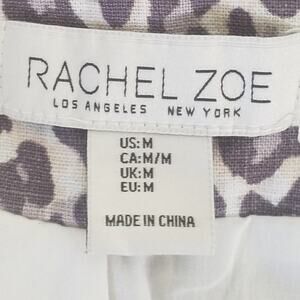 RACHEL ZOE
LOS ANGELES NEW YORK
US:M
CA:M/M
UK:M
EU:M
MADE IN CHINA